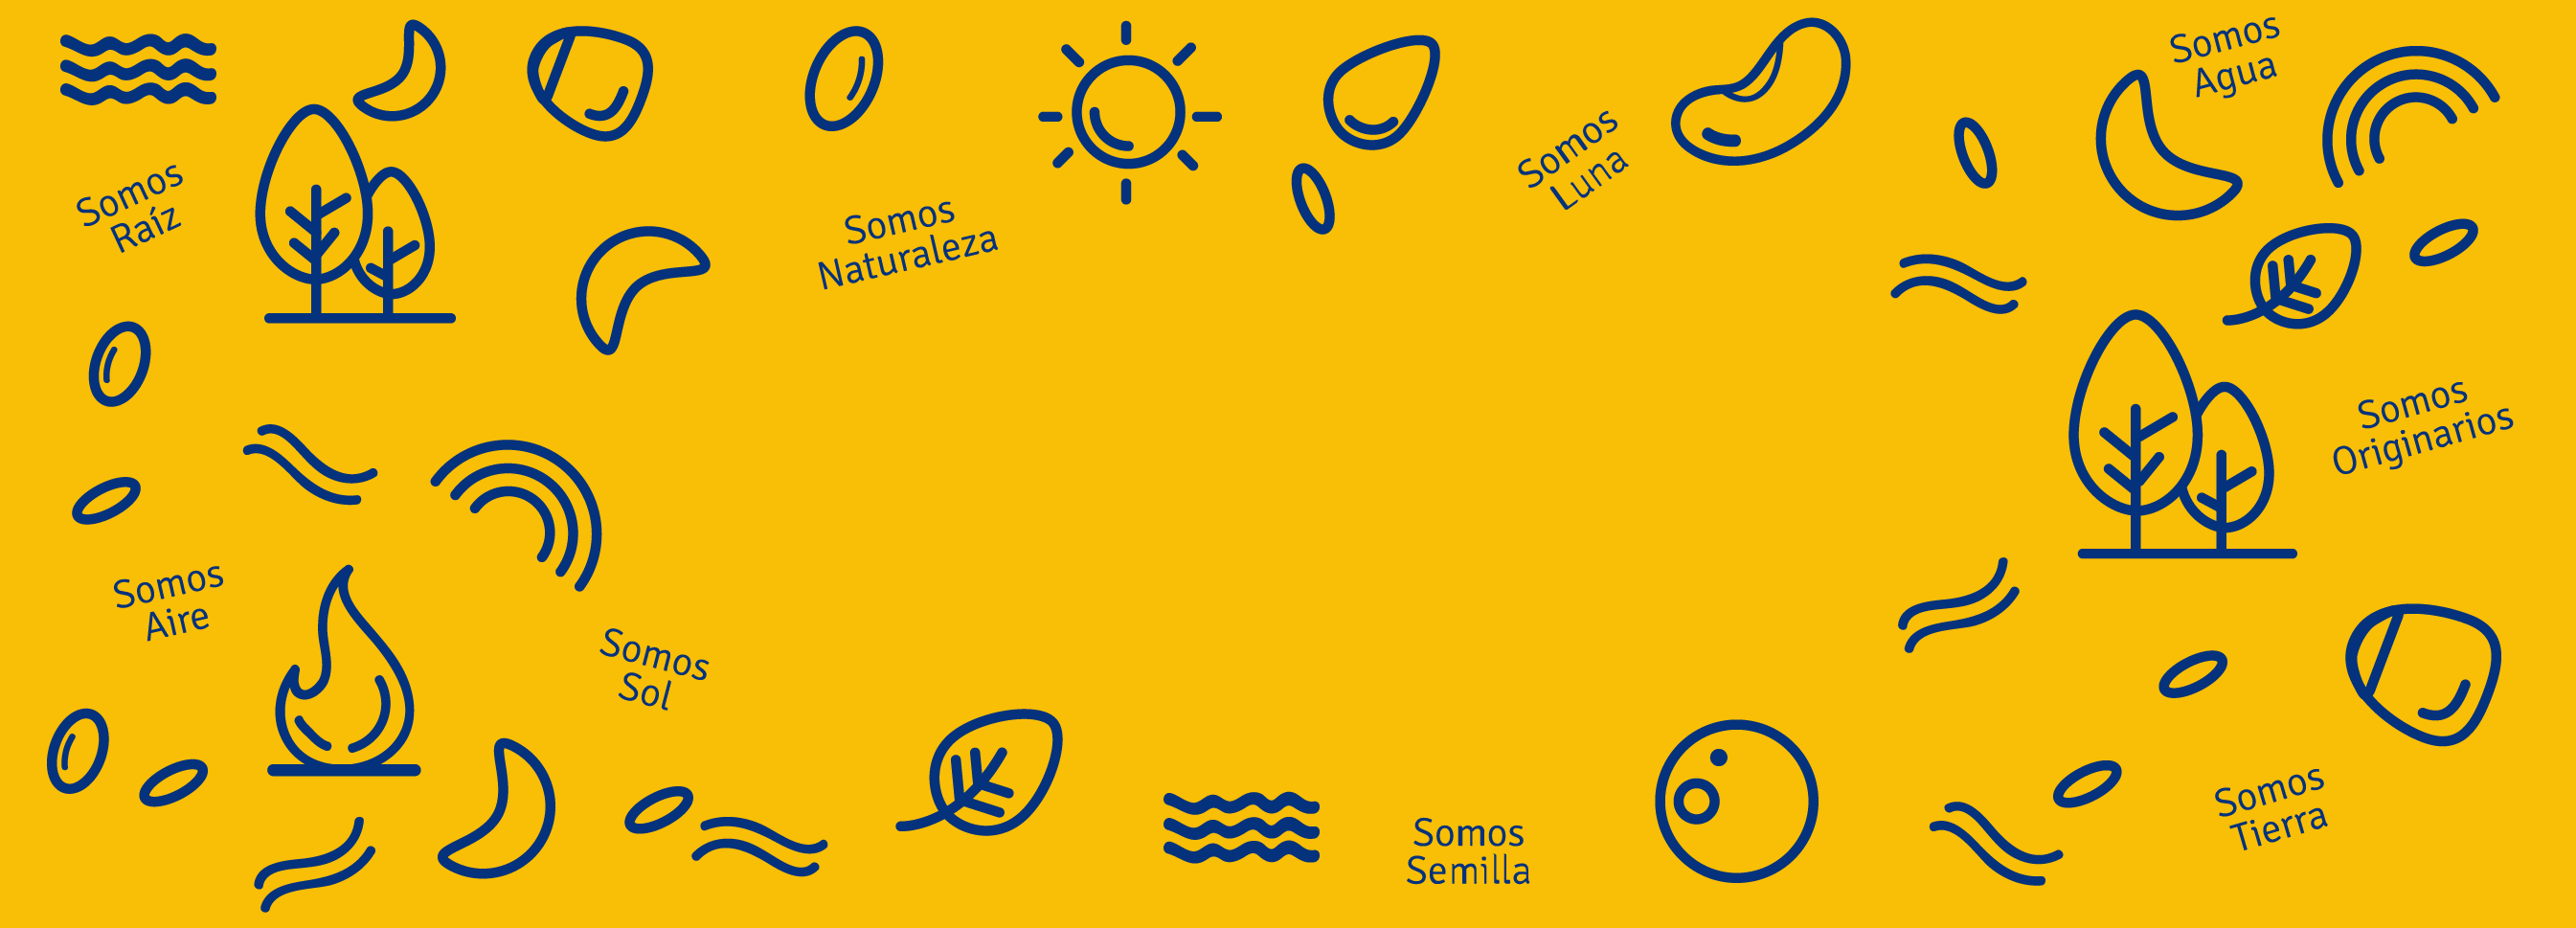 Somos
Raíz
Somos
Naturaleza
Somos
Luna
Somos
Agua
Somos
Originarios
Somos
Aire
Somos
Sol
Somos
Semilla
Somos
Tierra